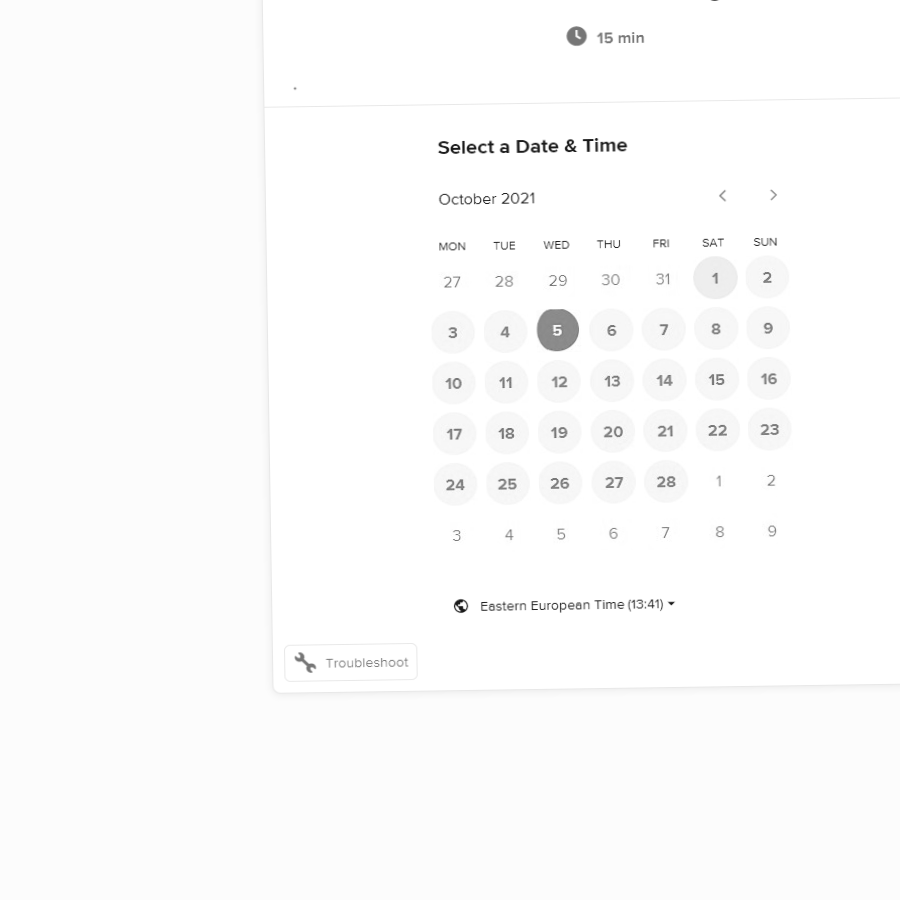 15 min
.
Select a Date & Time
October 2021
MON TUE WED THU FRI SAT SUN
27 28 29 30 31 1 2
3 4 5 6 7 8 9
10 11 12 13 14 15 16
17 18 19 20 21 22 23
24 25 26 27 28 1 2
3 4 5 6 7 8 9
Eastern European Time (13:41)
Troubleshoot